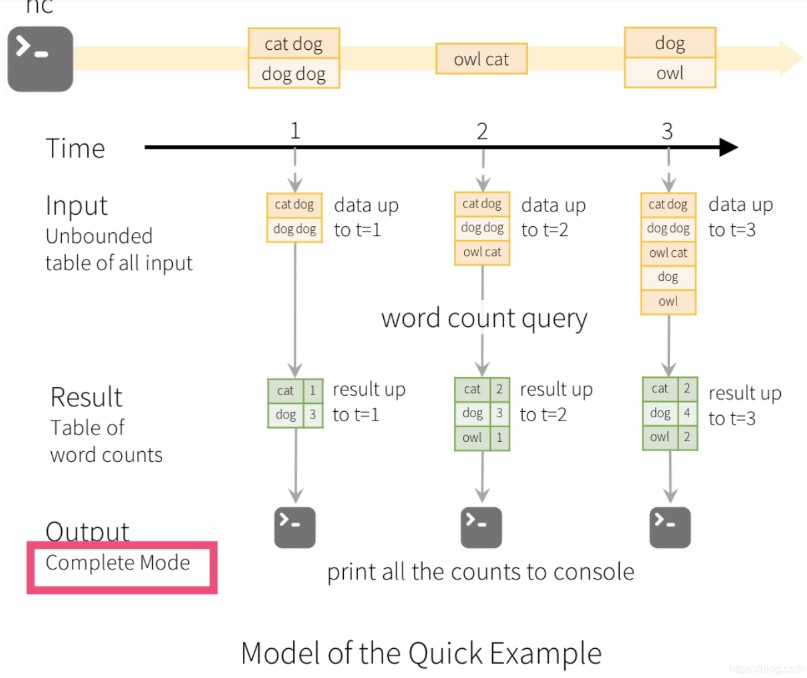 nc
cat dog
dog dog
owl cat
dog
owl
Time
1
2
3
Input
Unbounded
table of all input
cat dog
dog dog
data up
to t=1
cat dog
dog dog
owl cat
data up
to t=2
cat dog
dog dog
owl cat
dog
owl
data up
to t=3
word count query
Result
Table of
word counts
cat 1
dog 3
result up
to t=1
cat 2
dog 3
owl 1
result up
to t=2
cat 2
dog 4
owl 2
result up
to t=3
Output
Complete Mode
print all the counts to console
Model of the Quick Example